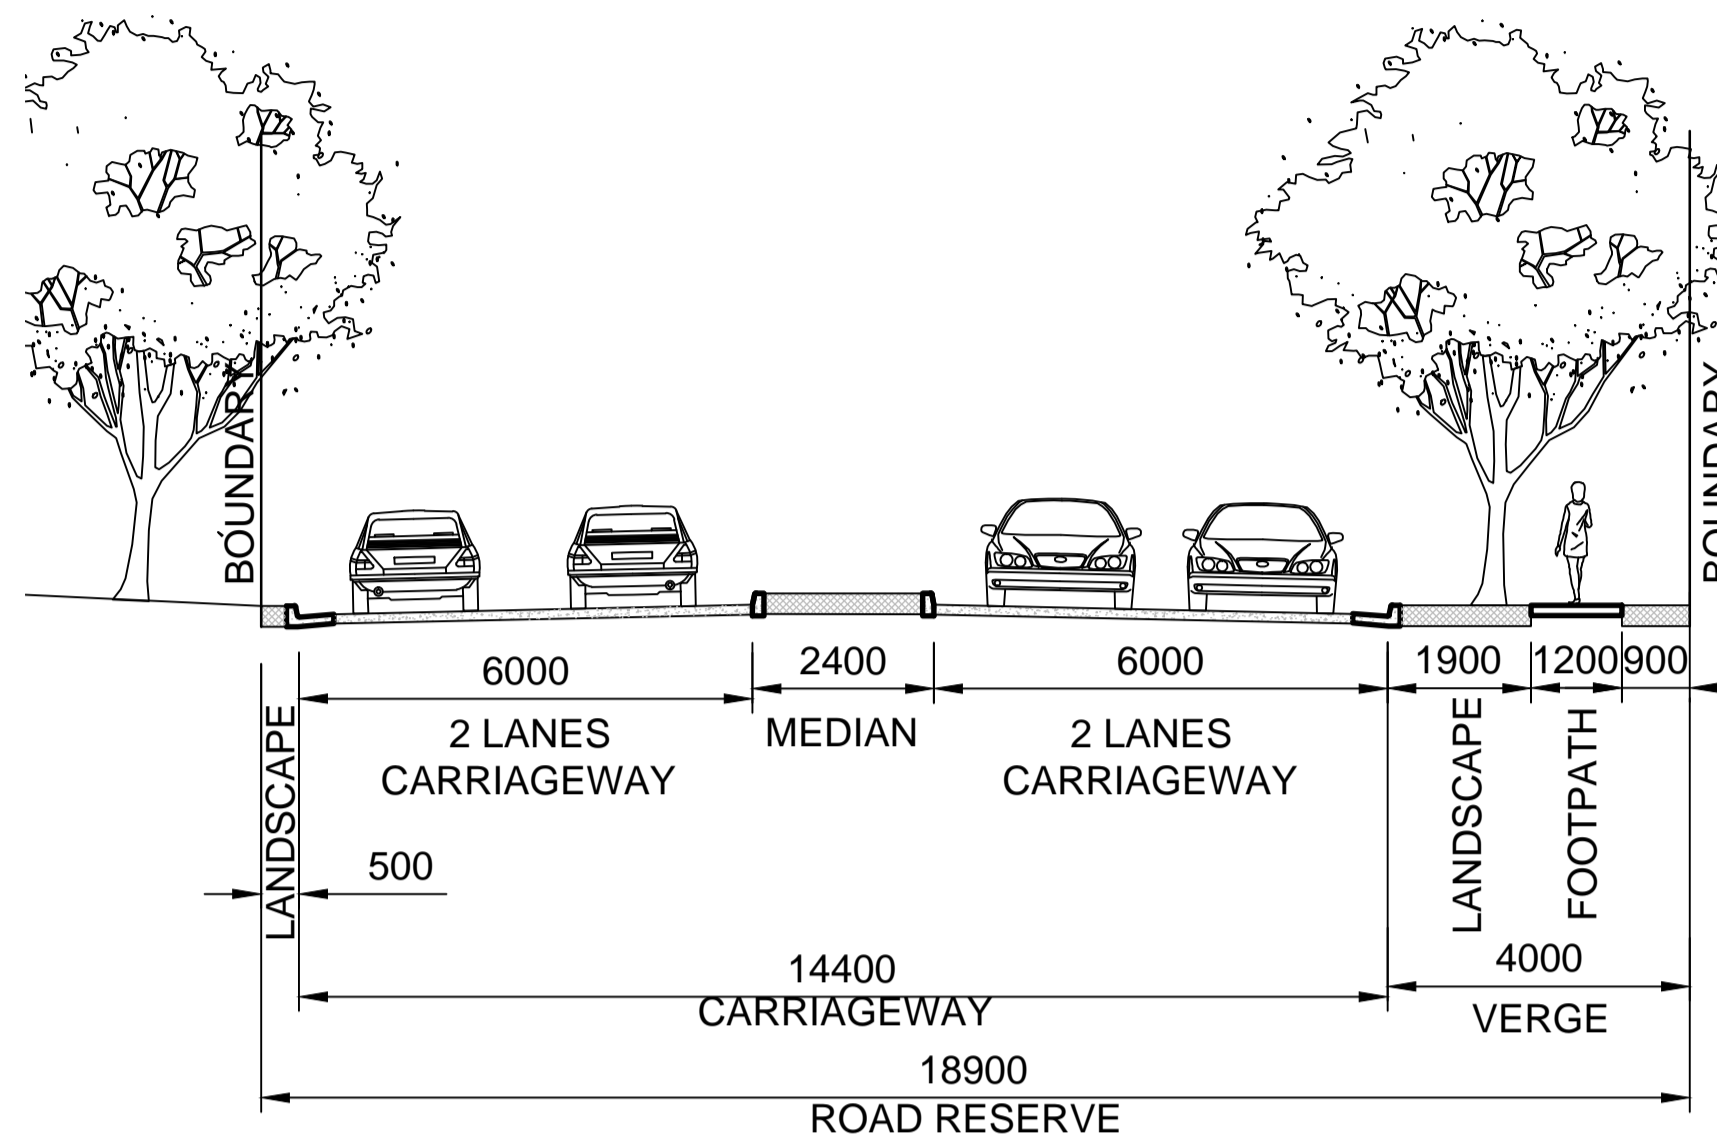 BOUNDARY
BOUNDARY
6000
2400
6000
1900
1200
900
2 LANES
CARRIAGEWAY
MEDIAN
2 LANES
CARRIAGEWAY
LANDSCAPE
LANDSCAPE
FOOTPATH
500
14400
CARRIAGEWAY
4000
VERGE
18900
ROAD RESERVE